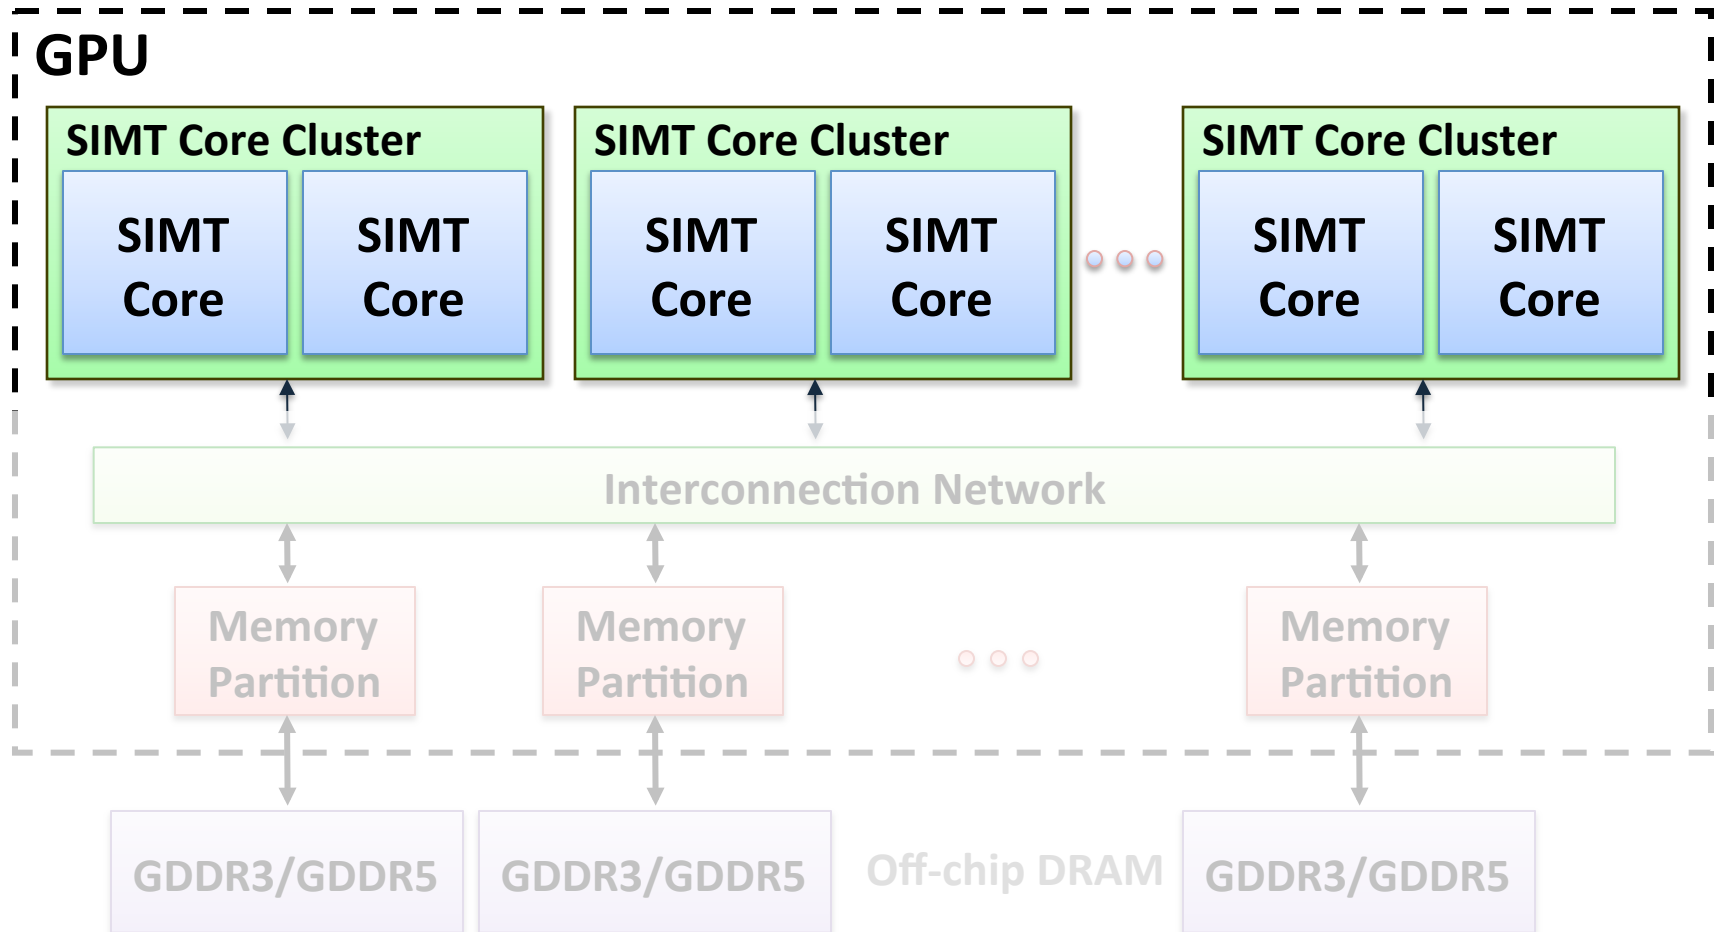 GPU
SIMT Core Cluster
SIMT
Core
SIMT
Core
SIMT Core Cluster
SIMT
Core
SIMT
Core
SIMT Core Cluster
SIMT
Core
SIMT
Core
Interconnection Network
Memory
Partition
Memory
Partition
Memory
Partition
GDDR3/GDDR5
GDDR3/GDDR5
Off-chip DRAM
GDDR3/GDDR5